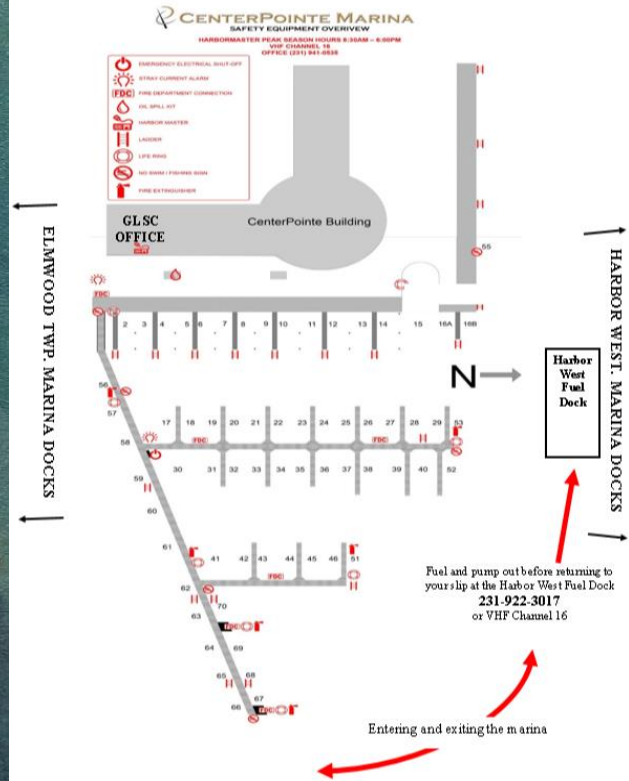 CENTERPOINTE MARINA
SAFETY EQUIPMENT OVERIVEW
HARBORMASTER PEAK SEASON HOURS 8:30AM – 6:00PM
VHF CHANNEL 16
EMERGENCY ELECTRICAL SHUT-OFF
STRAY CURRENT ALARM
FDC FIRE DEPARTMENT CONNECTION
OIL SPILL KIT
HARBOR MASTER
LADDER
LIFE RING
NO SWIM / FISHING SIGN
FIRE EXTINGUISHER
GLSC
OFFICE
CenterPointe Building
ELMWOOD TWP. MARINA DOCKS
HARBOR WEST. MARINA DOCKS
55
FDC
2 3 4 5 6 7 8 9 10 11 12 13 14 15 16A 16B
N
Harbor
West
Fuel
Dock
56
57
58
17 18 19 20 21 22 23 24 25 26 27 28 29 53
FDC FDC
30 31 32 33 34 35 36 37 38 39 40 52
59
60
61
41 42 43 44 45 46 51
FDC
62
70
63
FDC
64 69
65 68
67
66
FDC
Fuel and pump out before returning to
your slip at the Harbor West Fuel Dock
231-922-3017
or VHF Channel 16
Entering and exiting the marina